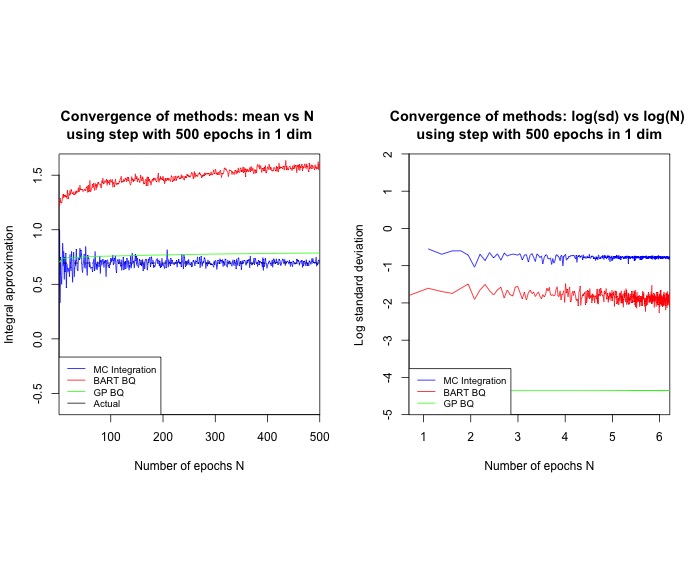 Convergence of methods: mean vs N
using step with 500 epochs in 1 dim
Integral approximation
1.5
1.0
0.5
0.0
-0.5
MC Integration
BART BQ
GP BQ
Actual
100
200
300
400
500
Number of epochs N
Convergence of methods: log(sd) vs log(N)
using step with 500 epochs in 1 dim
Log standard deviation
2
1
0
-1
-2
-3
-4
-5
MC Integration
BART BQ
GP BQ
1
2
3
4
5
6
Number of epochs N